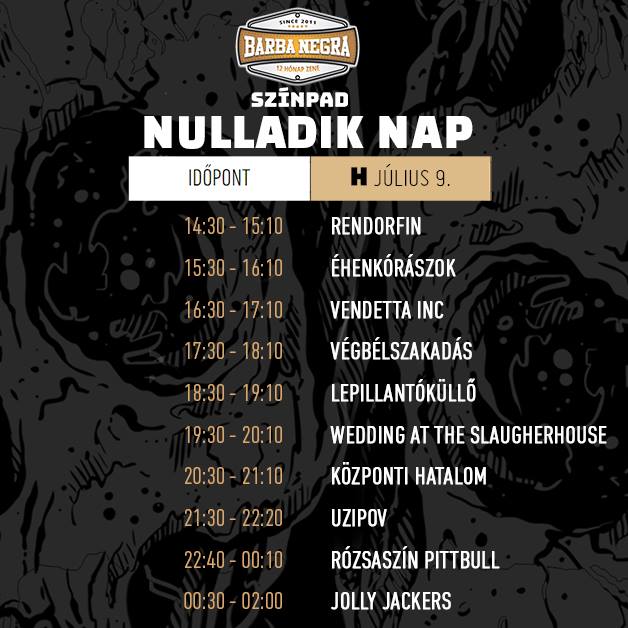 SINCE 2011
BARBA NEGRA
12 HÓNAP ZENE
SZÍNPAD
NULLADIK NAP
IDŐPONT H JÚLIUS 9.
14:30 - 15:10 RENDORFIN
15:30 - 16:10 ÉHENKÓRÁSZOK
16:30 - 17:10 VENDETTA INC
17:30 - 18:10 VÉGBÉLSZAKADÁS
18:30 - 19:10 LEPILLANTÓKÜLLŐ
19:30 - 20:10 WEDDING AT THE SLAUGHERHOUSE
20:30 - 21:10 KÖZPONTI HATALOM
21:30 - 22:20 UZIPOV
22:40 - 00:10 RÓZSASZÍN PITTBULL
00:30 - 02:00 JOLLY JACKERS